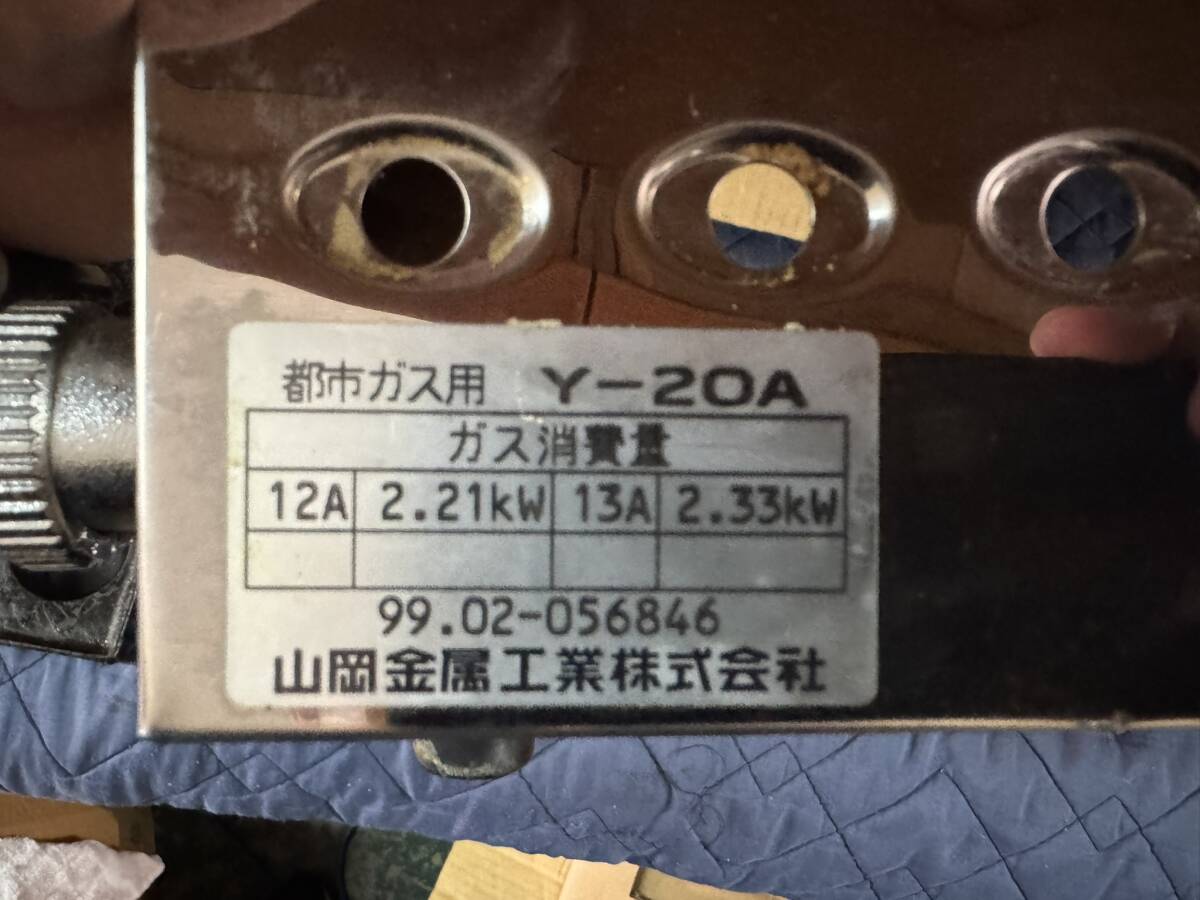 都市ガス用 Y-20A
ガス消費量
12A 2.21kW 13A 2.33kW
99.02-056846
山岡金属工業株式会社